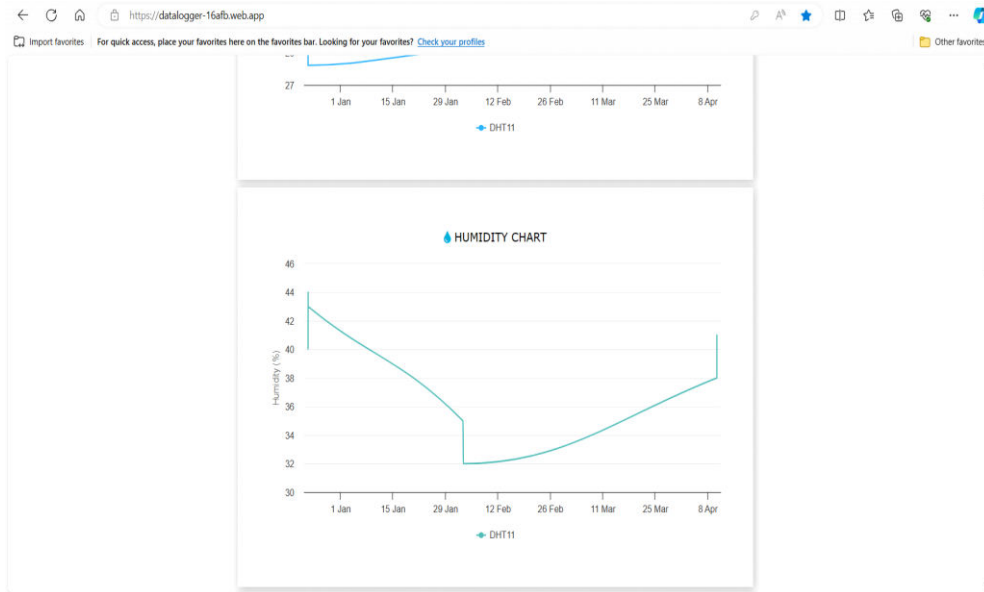 https://datalogger-16afb.web.app
Import favorites For quick access, place your favorites here on the favorites bar. Looking for your favorites? Check your profiles Other favorites
27
1 Jan 15 Jan 29 Jan 12 Feb 26 Feb 11 Mar 25 Mar 8 Apr
DHT11
HUMIDITY CHART
46
44
42
40
38
36
34
32
30
Humidity (%)
1 Jan 15 Jan 29 Jan 12 Feb 26 Feb 11 Mar 25 Mar 8 Apr
DHT11